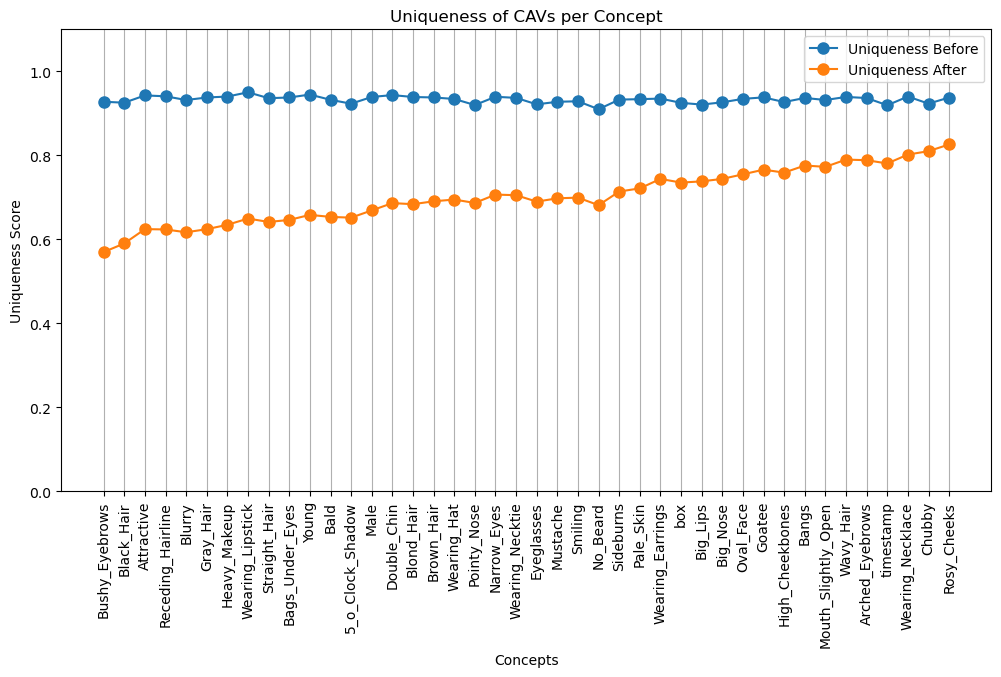 Uniqueness of CAVs per Concept
Uniqueness Before
Uniqueness After
Uniqueness Score
1.0
0.8
0.6
0.4
0.2
0.0
Bushy_Eyebrows
Black_Hair
Attractive
Receding_Hairline
Blurry
Gray_Hair
Heavy_Makeup
Wearing_Lipstick
Straight_Hair
Bags_Under_Eyes
Young
Bald
5_o_Clock_Shadow
Male
Double_Chin
Blond_Hair
Brown_Hair
Wearing_Hat
Pointy_Nose
Narrow_Eyes
Wearing_Necktie
Eyeglasses
Mustache
Smiling
No_Beard
Sideburns
Pale_Skin
Wearing_Earrings
box
Big_Lips
Big_Nose
Oval_Face
Goatee
High_Cheekbones
Bangs
Mouth_Slightly_Open
Wavy_Hair
Arched_Eyebrows
timestamp
Wearing_Necklace
Chubby
Rosy_Cheeks
Concepts